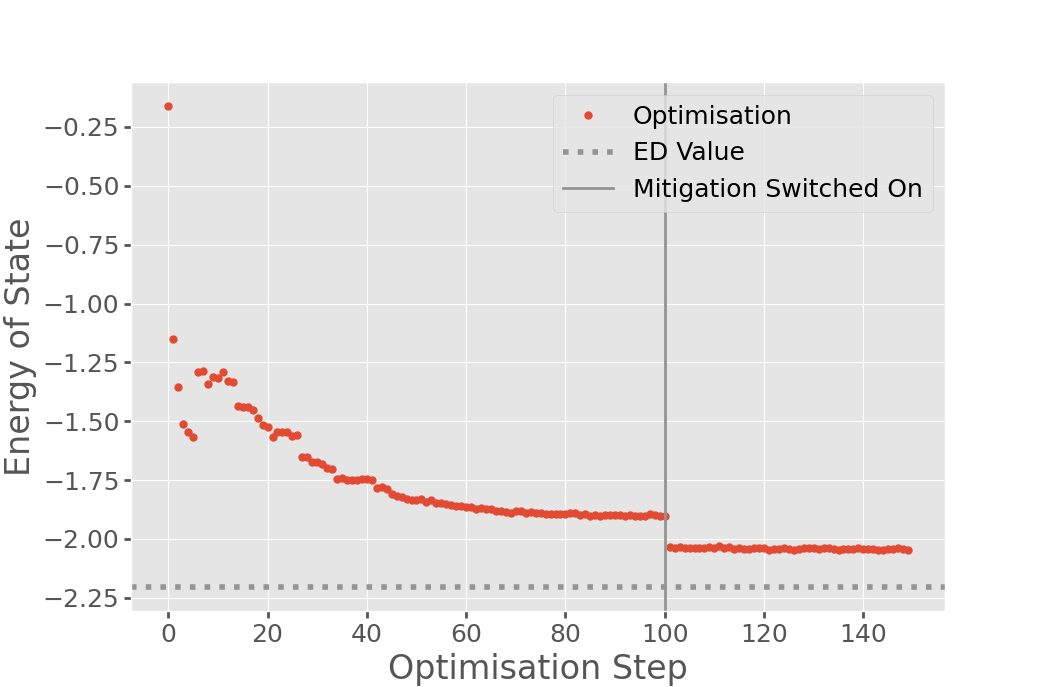 Optimisation
ED Value
Mitigation Switched On
−0.25
−0.50
−0.75
−1.00
−1.25
−1.50
−1.75
−2.00
−2.25
Energy of State
0 20 40 60 80 100 120 140
Optimisation Step